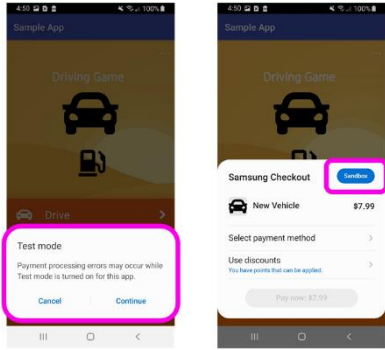 4:50
100%
Sample App
Driving Game
Drive
Test mode
Payment processing errors may occur while
Test mode is turned on for this app.
Cancel
Continue
4:50
100%
Sample App
Driving Game
Samsung Checkout
Sandbox
New Vehicle
$7.99
Select payment method
Use discounts
You have points that can be applied.
Pay now: $7.99